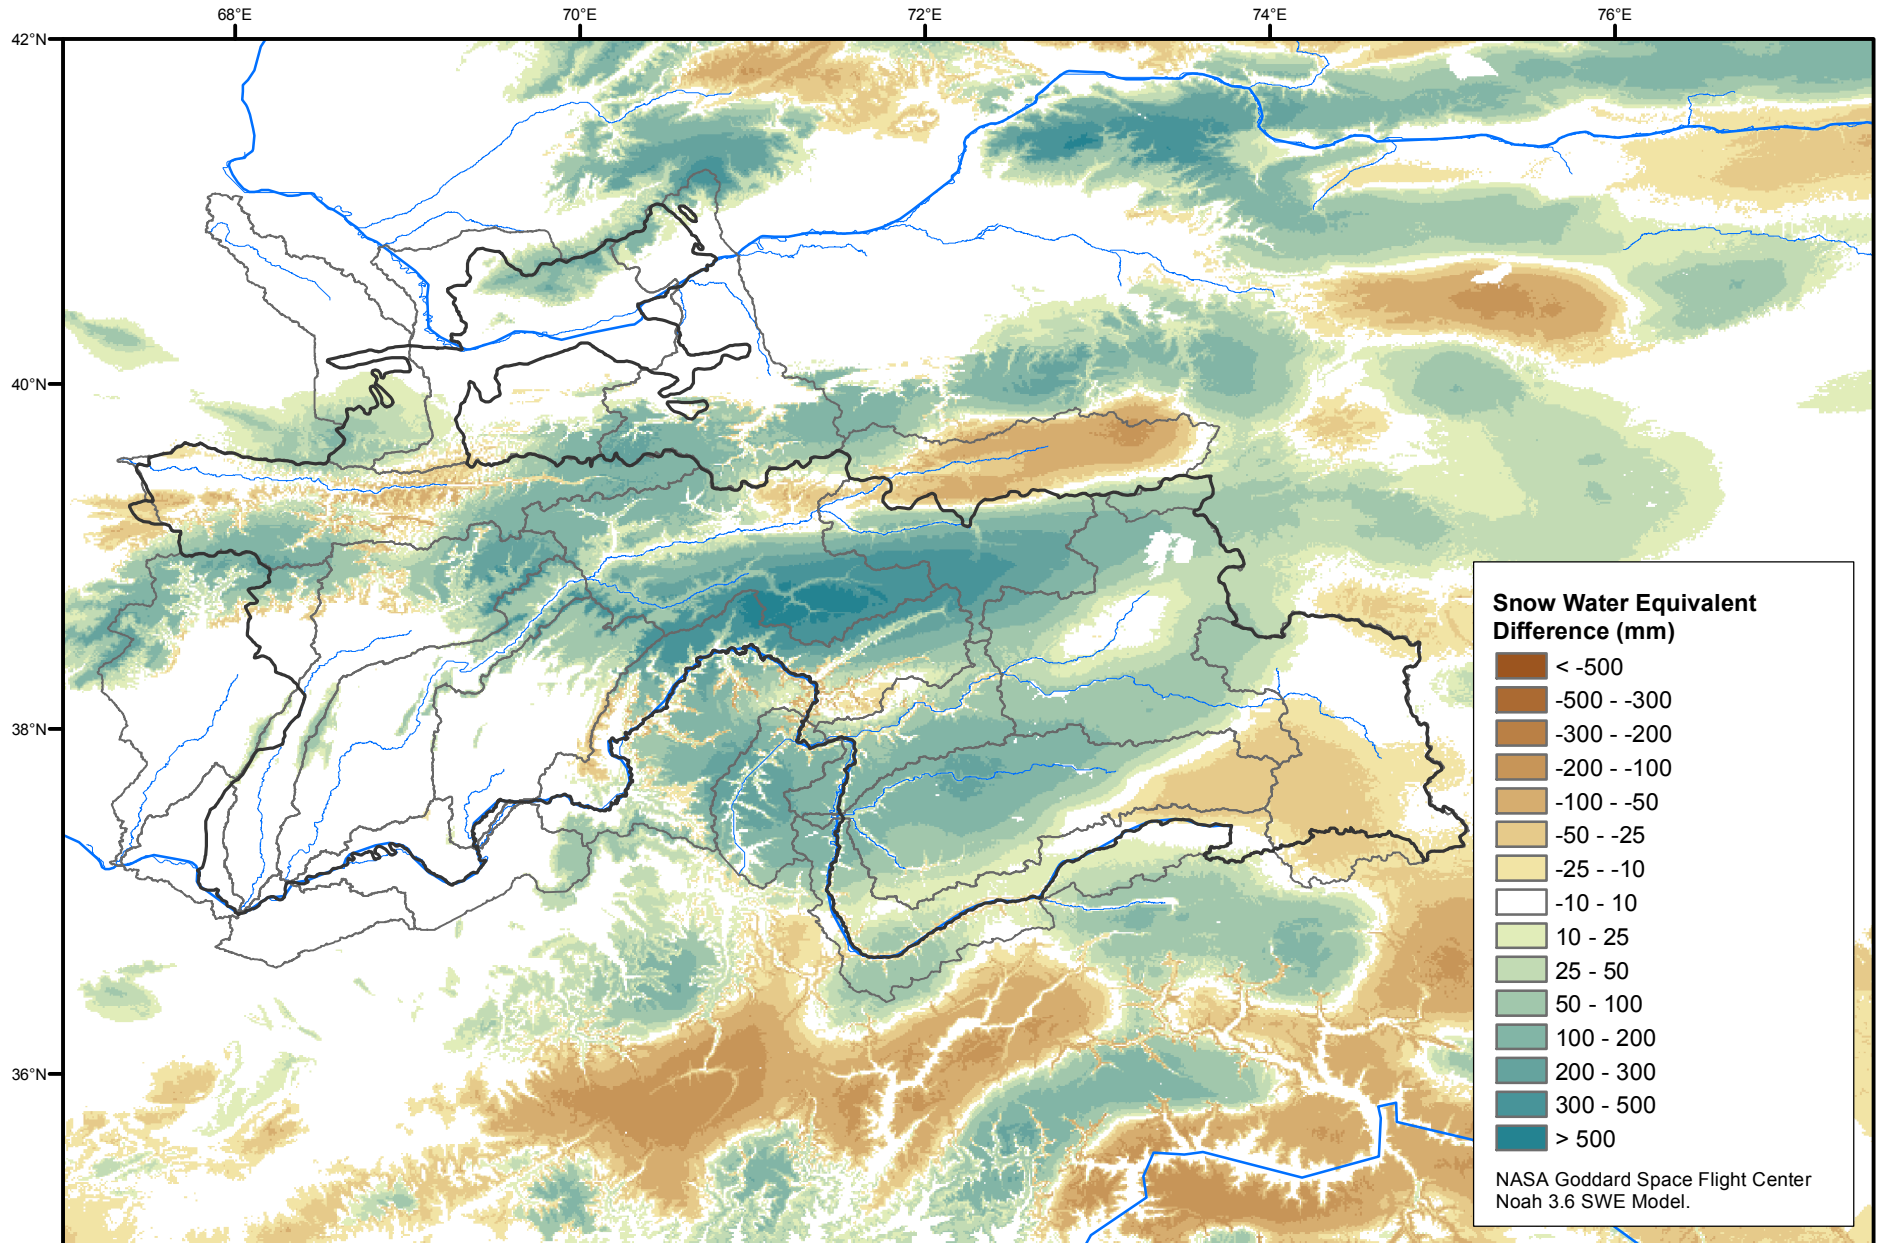 68°E 70°E 72°E 74°E 76°E
42°N
40°N
38°N
36°N
Snow Water Equivalent
Difference (mm)
< -500
-500 - -300
-300 - -200
-200 - -100
-100 - -50
-50 - -25
-25 - -10
-10 - 10
10 - 25
25 - 50
50 - 100
100 - 200
200 - 300
300 - 500
> 500
NASA Goddard Space Flight Center
Noah 3.6 SWE Model.